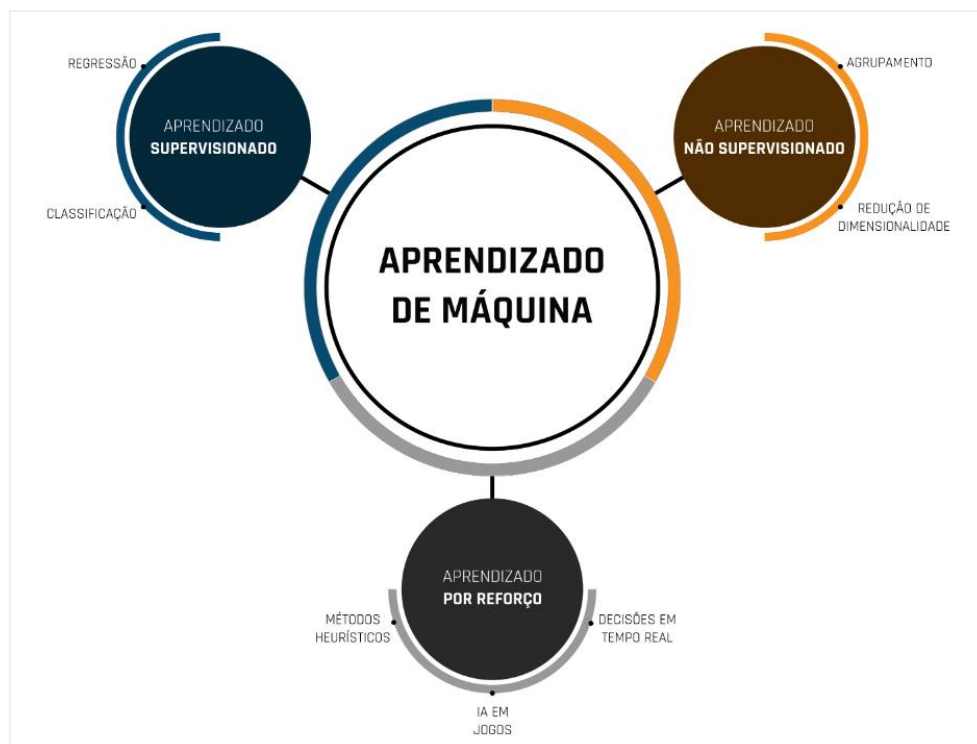 REGRESSÃO
APRENDIZADO
SUPERVISIONADO
CLASSIFICAÇÃO
AGRUPAMENTO
APRENDIZADO
NÃO SUPERVISIONADO
REDUÇÃO DE
DIMENSIONALIDADE
APRENDIZADO
DE MÁQUINA
APRENDIZADO
POR REFORÇO
MÉTODOS
HEURÍSTICOS
DECISÕES EM
TEMPO REAL
IA EM
JOGOS